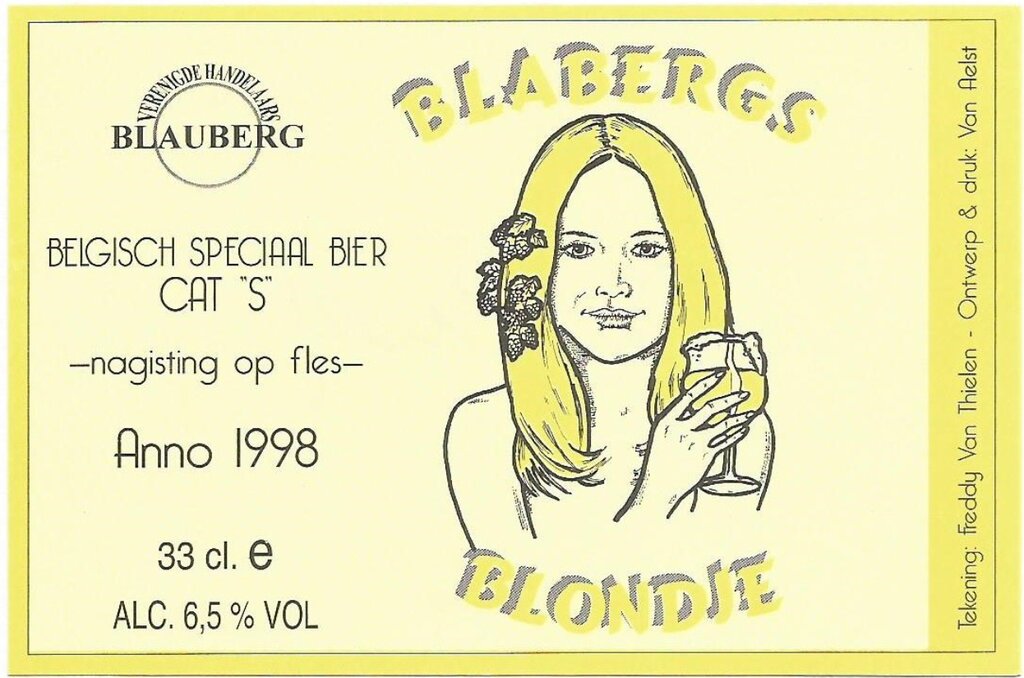 VERENIGDE HANDELAARS
BLAUBERG
BELGISCH SPECIAAL BIER
CAT "S"
–nagisting op fles–
Anno 1998
33 cl. e
ALC. 6,5 % VOL
BLABERGS
BLONDJE
Tekening: Freddy Van Thielen - Ontwerp & druk: Van Aelst